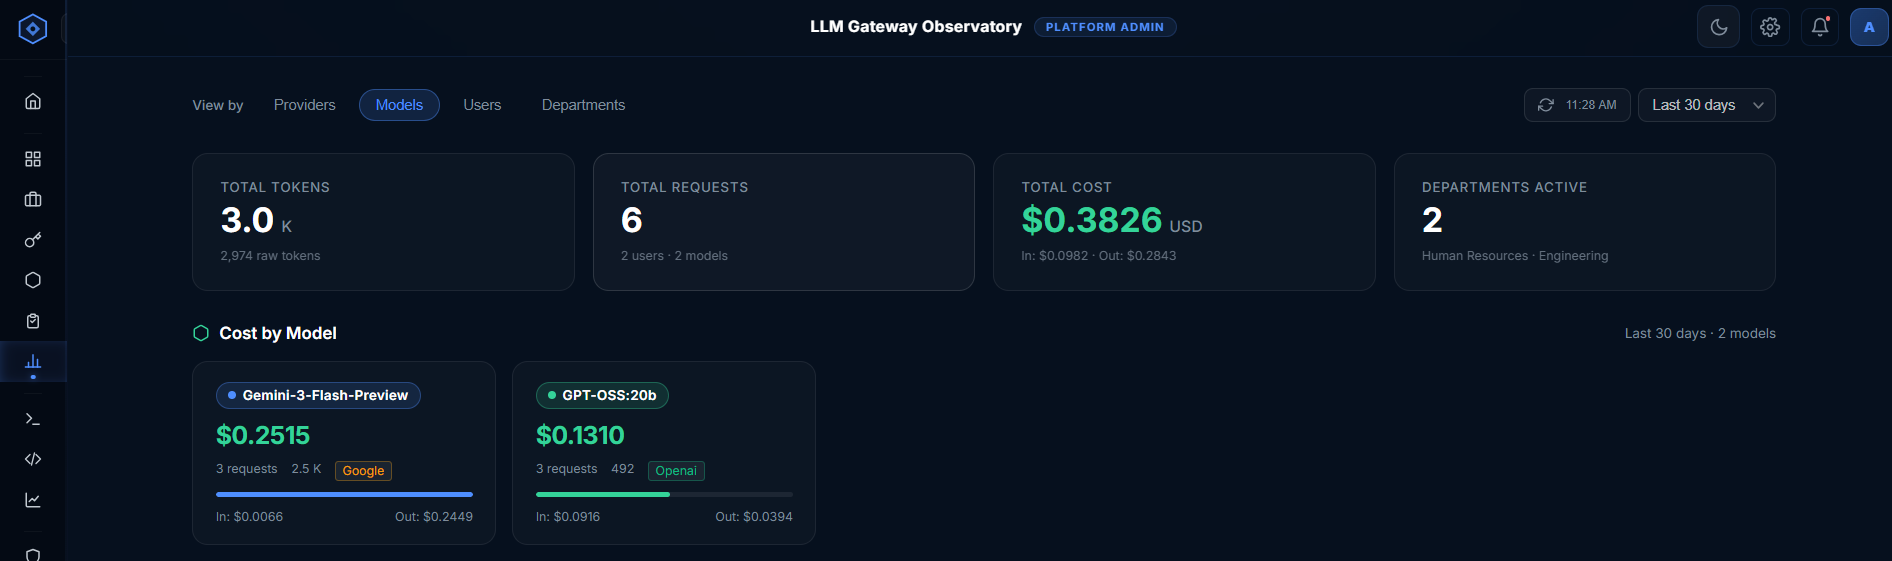 LLM Gateway Observatory PLATFORM ADMIN A
View by Providers Models Users Departments 11:28 AM Last 30 days
TOTAL TOKENS
3.0 K
2,974 raw tokens
TOTAL REQUESTS
6
2 users · 2 models
TOTAL COST
$0.3826 USD
In: $0.0982 · Out: $0.2843
DEPARTMENTS ACTIVE
2
Human Resources · Engineering
Cost by Model Last 30 days · 2 models
Gemini-3-Flash-Preview
$0.2515
3 requests 2.5 K Google
In: $0.0066 Out: $0.2449
GPT-OSS:20b
$0.1310
3 requests 492 Openai
In: $0.0916 Out: $0.0394